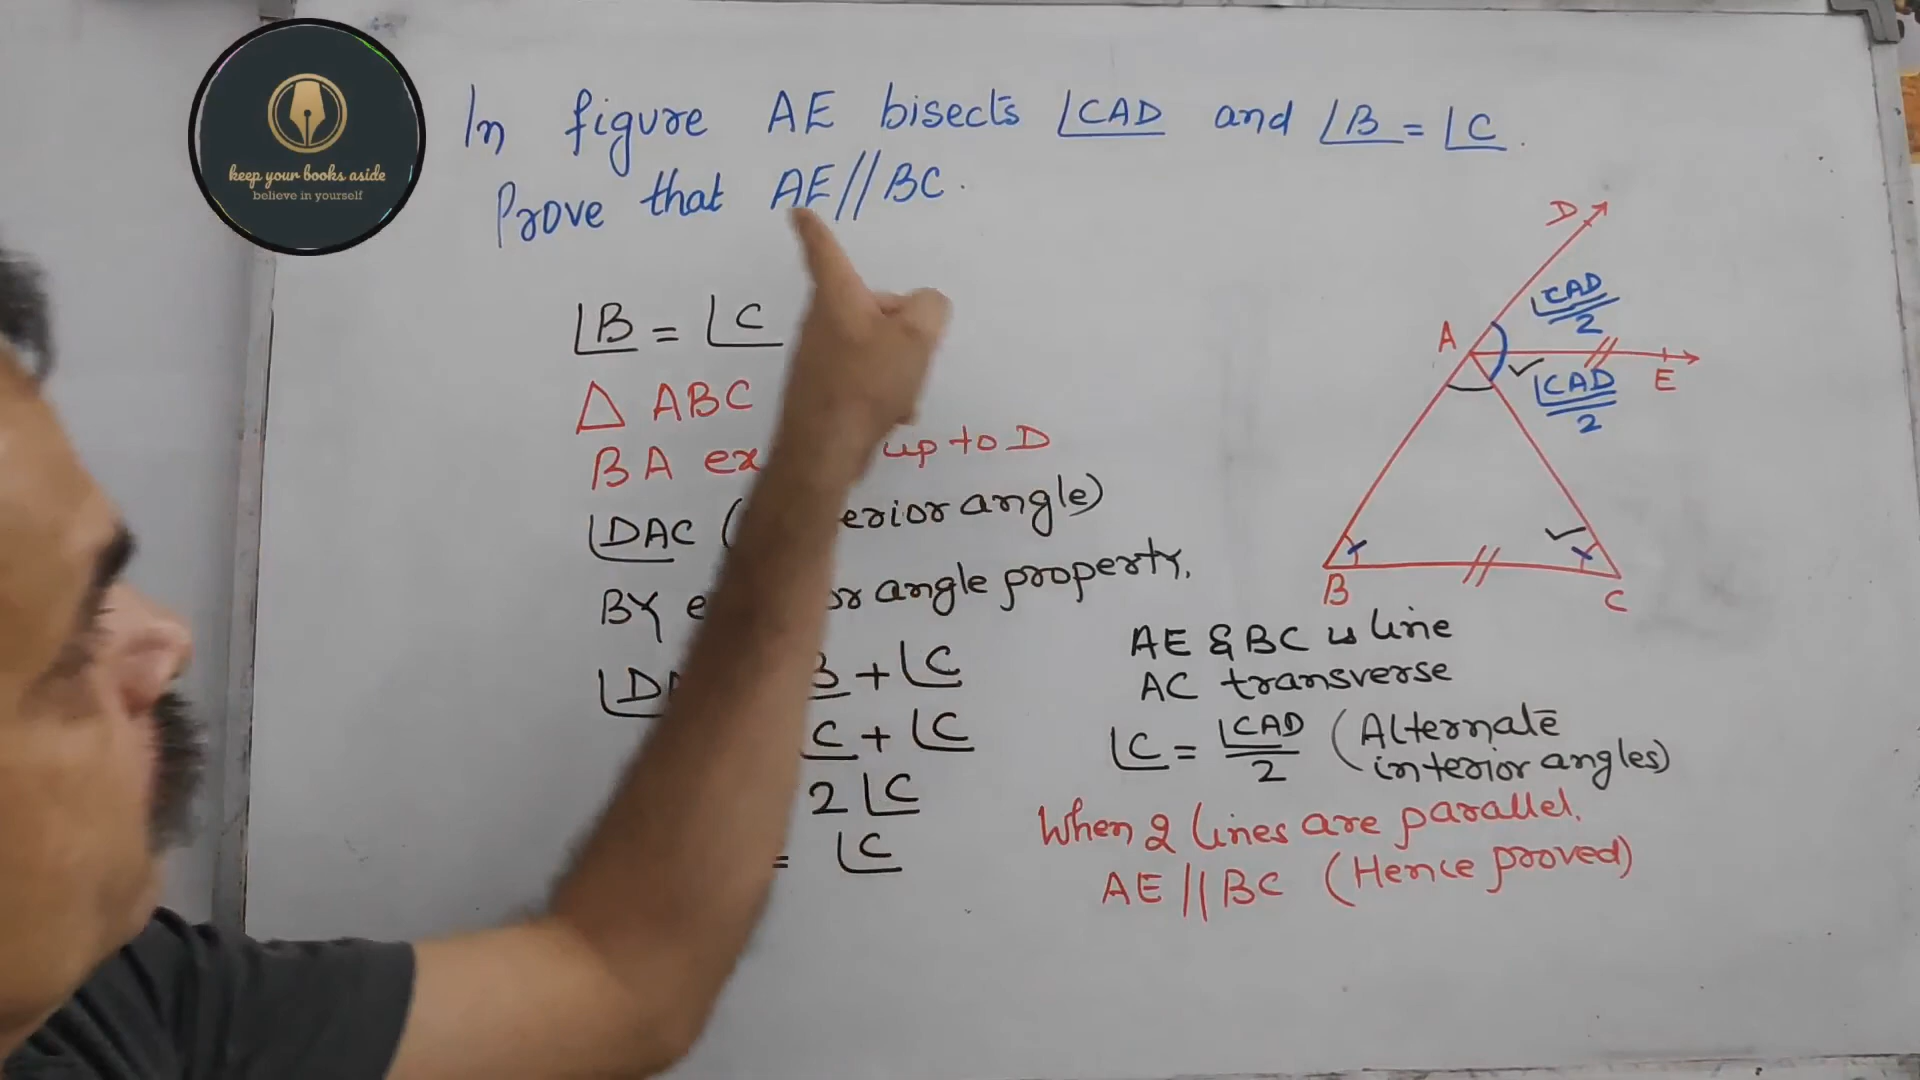 keep your books aside
believe in yourself
In figure AE bisects ∠CAD and ∠B = ∠C.
Prove that AE//BC.
∠B = ∠C
△ ABC
BA ex up to D
∠DAC ( erior angle)
BY e or angle property,
∠DA B + ∠C
C + ∠C
2 ∠C
= ∠C
D
∠CAD/2
A
E
∠CAD/2
B
C
AE & BC is line
AC transverse
∠C = ∠CAD/2 (Alternate interior angles)
When 2 lines are parallel,
AE || BC (Hence proved)